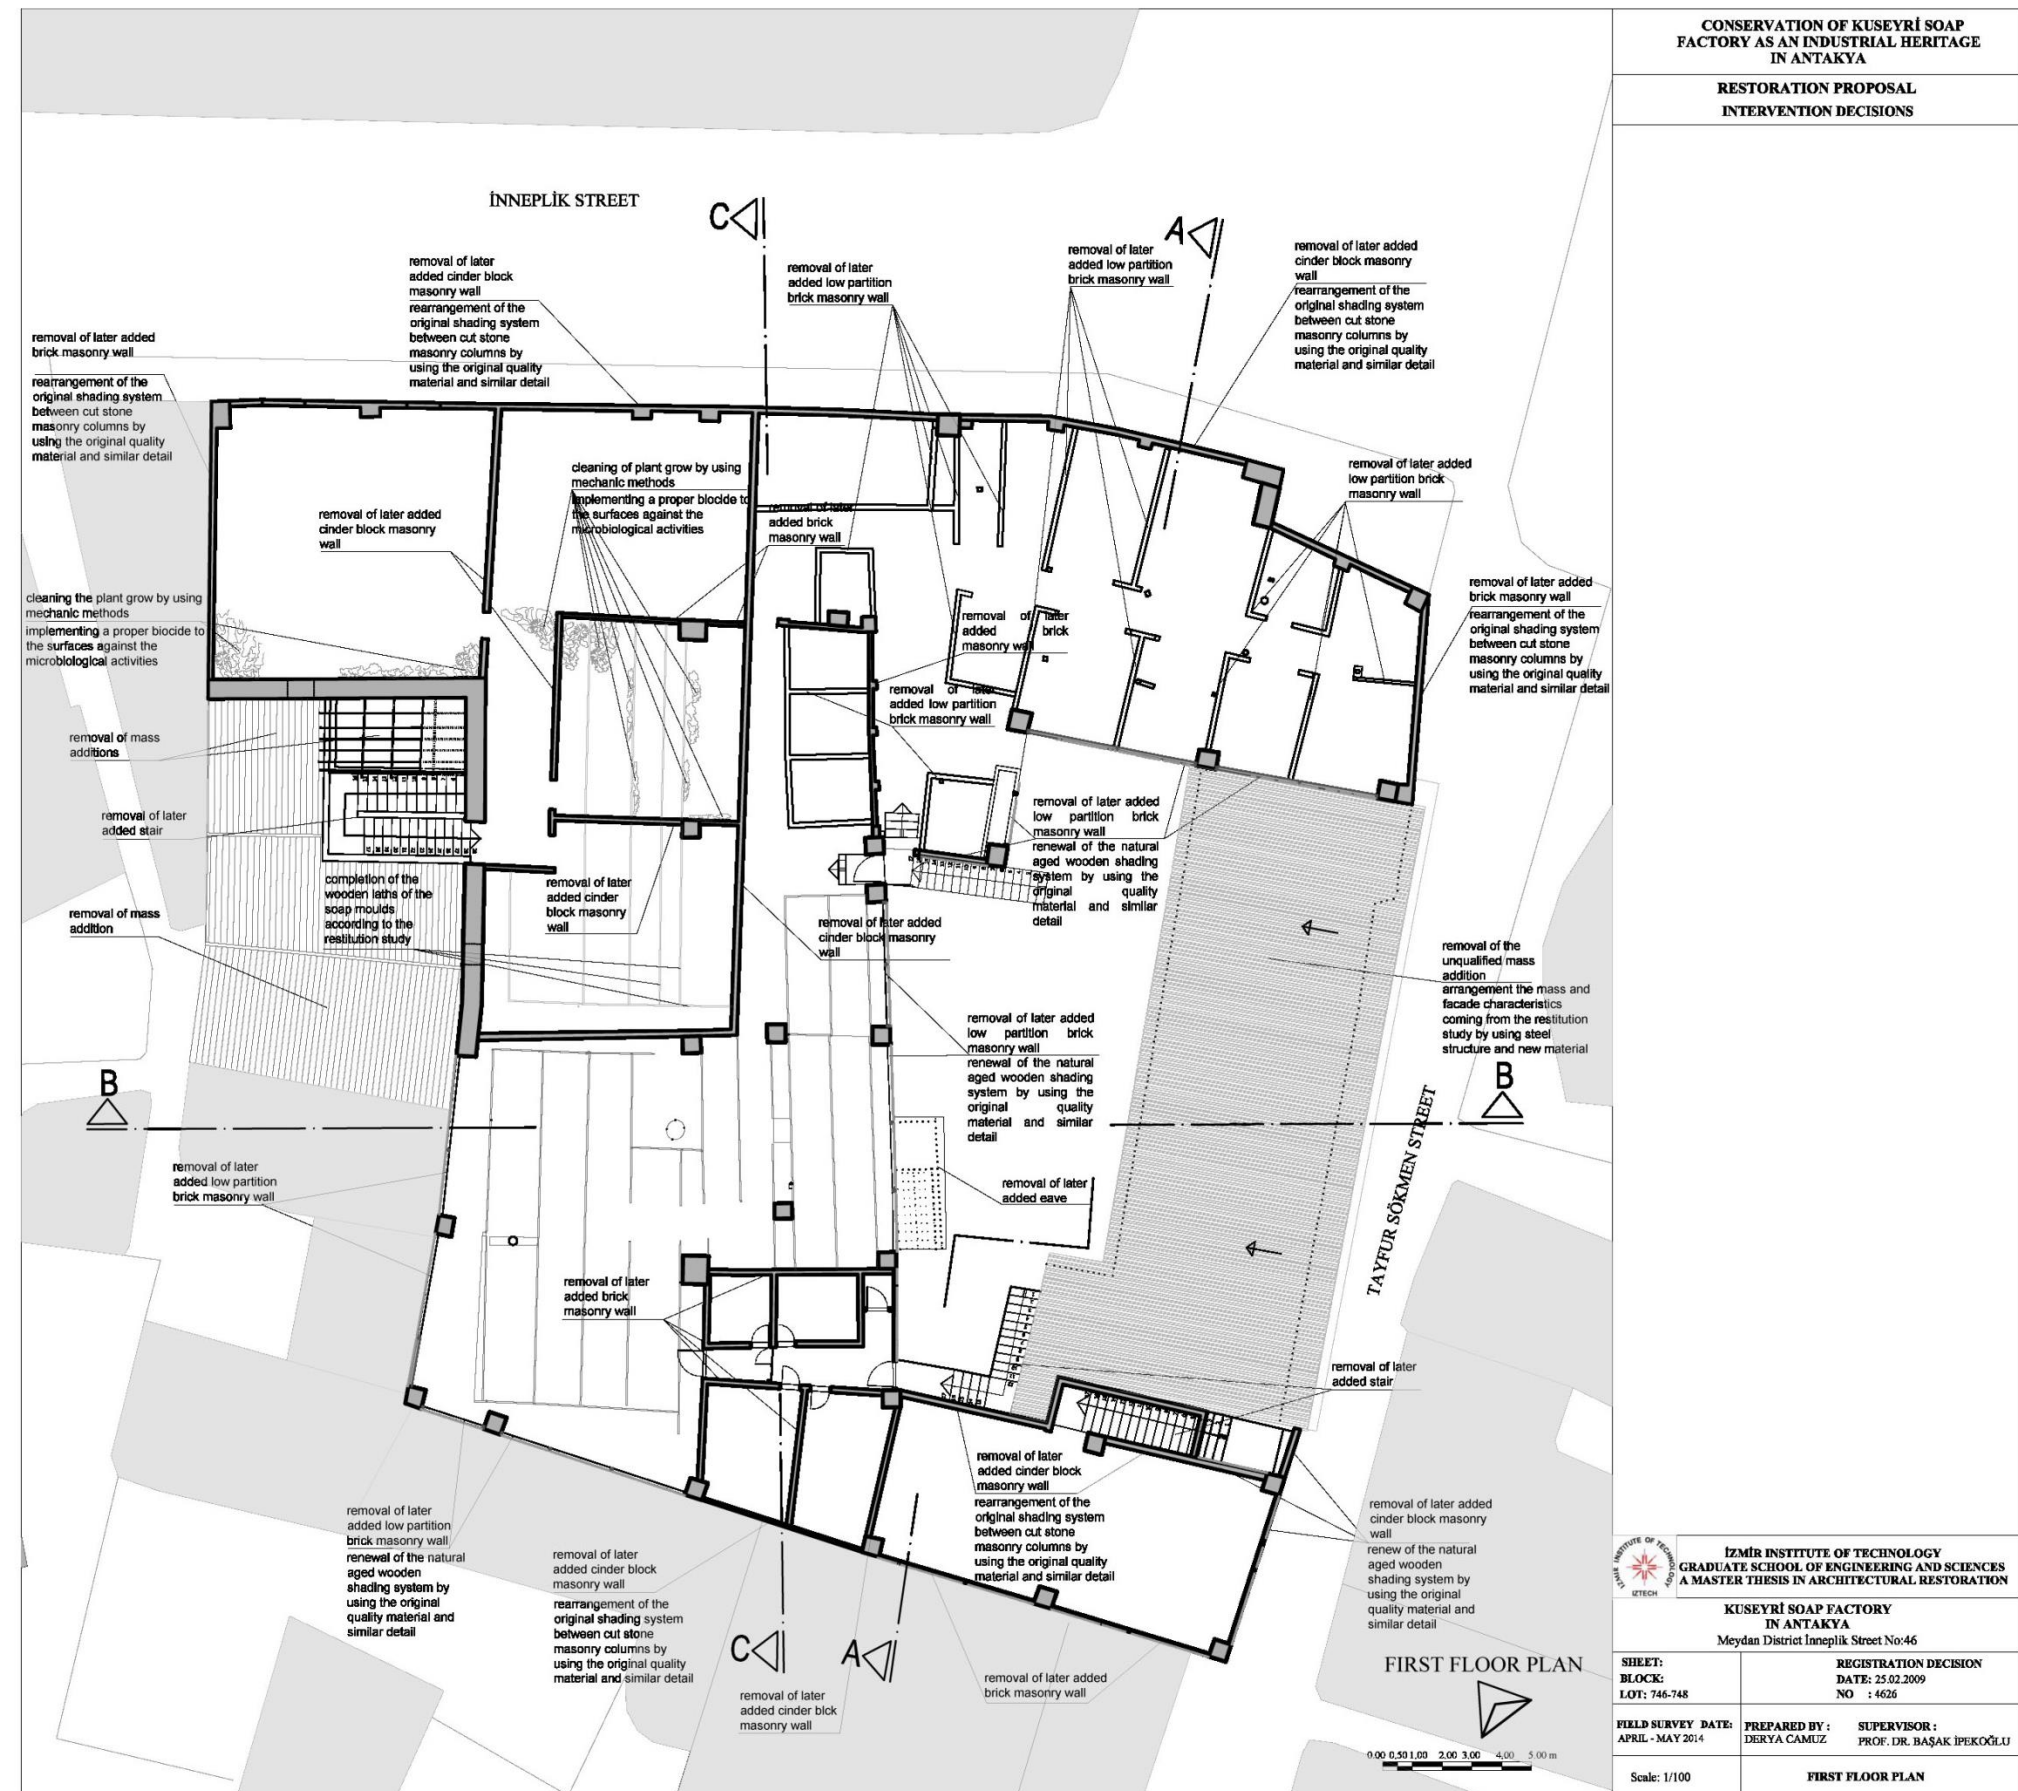 CONSERVATION OF KUSEYRİ SOAP
FACTORY AS AN INDUSTRIAL HERITAGE
IN ANTAKYA
RESTORATION PROPOSAL
INTERVENTION DECISIONS
İNNEPLİK STREET
C
A
removal of later
added cinder block
masonry wall
rearrangement of the
original shading system
between cut stone
masonry columns by
using the original quality
material and similar detail
removal of later
added low partition
brick masonry wall
removal of later
added low partition
brick masonry wall
removal of later added
cinder block masonry
wall
rearrangement of the
original shading system
between cut stone
masonry columns by
using the original quality
material and similar detail
removal of later added
brick masonry wall
rearrangement of the
original shading system
between cut stone
masonry columns by
using the original quality
material and similar detail
cleaning of plant grow by using
mechanic methods
implementing a proper biocide to
the surfaces against the
microbiological activities
removal of later added
low partition brick
masonry wall
removal of later added
cinder block masonry
wall
removal of later
added brick
masonry wall
cleaning the plant grow by using
mechanic methods
implementing a proper biocide to
the surfaces against the
microbiological activities
removal of later
added brick
masonry wall
removal of later added
brick masonry wall
rearrangement of the
original shading system
between cut stone
masonry columns by
using the original quality
material and similar detail
removal of later
added low partition
brick masonry wall
removal of mass
additions
removal of later
added stair
removal of later added
low partition brick
masonry wall
renewal of the natural
aged wooden shading
system by using the
original quality
material and similar
detail
completion of the
wooden laths of the
soap moulds
according to the
restitution study
removal of later
added cinder
block masonry
wall
removal of mass
addition
removal of later added
cinder block masonry
wall
removal of the
unqualified mass
addition
arrangement the mass and
facade characteristics
coming from the restitution
study by using steel
structure and new material
removal of later added
low partition brick
masonry wall
renewal of the natural
aged wooden shading
system by using the
original quality
material and similar
detail
B
B
TAYFUR SÖKMEN STREET
removal of later
added low partition
brick masonry wall
removal of later
added eave
removal of later
added brick
masonry wall
removal of later
added stair
removal of later
added cinder block
masonry wall
rearrangement of the
original shading system
between cut stone
masonry columns by
using the original quality
material and similar detail
removal of later
added low partition
brick masonry wall
renewal of the natural
aged wooden
shading system by
using the original
quality material and
similar detail
removal of later
added cinder block
masonry wall
rearrangement of the
original shading system
between cut stone
masonry columns by
using the original quality
material and similar detail
removal of later added
cinder block masonry
wall
renew of the natural
aged wooden
shading system by
using the original
quality material and
similar detail
C
A
removal of later
added cinder blck
masonry wall
removal of later added
brick masonry wall
FIRST FLOOR PLAN
0.00 0,50 1,00 2,00 3,00 4,00 5.00 m
İZMİR INSTITUTE OF TECHNOLOGY
IZTECH
İZMİR INSTITUTE OF TECHNOLOGY
GRADUATE SCHOOL OF ENGINEERING AND SCIENCES
A MASTER THESIS IN ARCHITECTURAL RESTORATION
KUSEYRİ SOAP FACTORY
IN ANTAKYA
Meydan District İnneplik Street No:46
SHEET:
BLOCK:
LOT: 746-748
REGISTRATION DECISION
DATE: 25.02.2009
NO : 4626
FIELD SURVEY DATE:
APRIL - MAY 2014
PREPARED BY :
DERYA CAMUZ
SUPERVISOR :
PROF. DR. BAŞAK İPEKOĞLU
Scale: 1/100
FIRST FLOOR PLAN